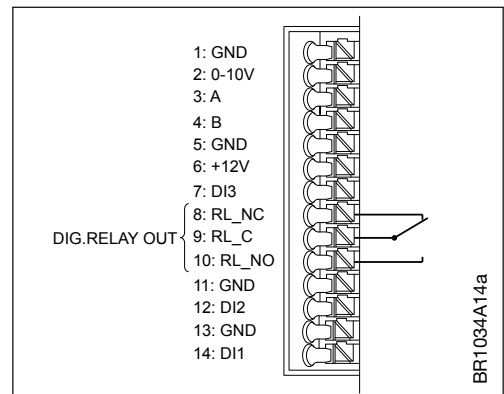 1: GND
2: 0-10V
3: A
4: B
5: GND
6: +12V
7: DI3
8: RL_NC
DIG.RELAY OUT 9: RL_C
10: RL_NO
11: GND
12: DI2
13: GND
14: DI1
BR1034A14a